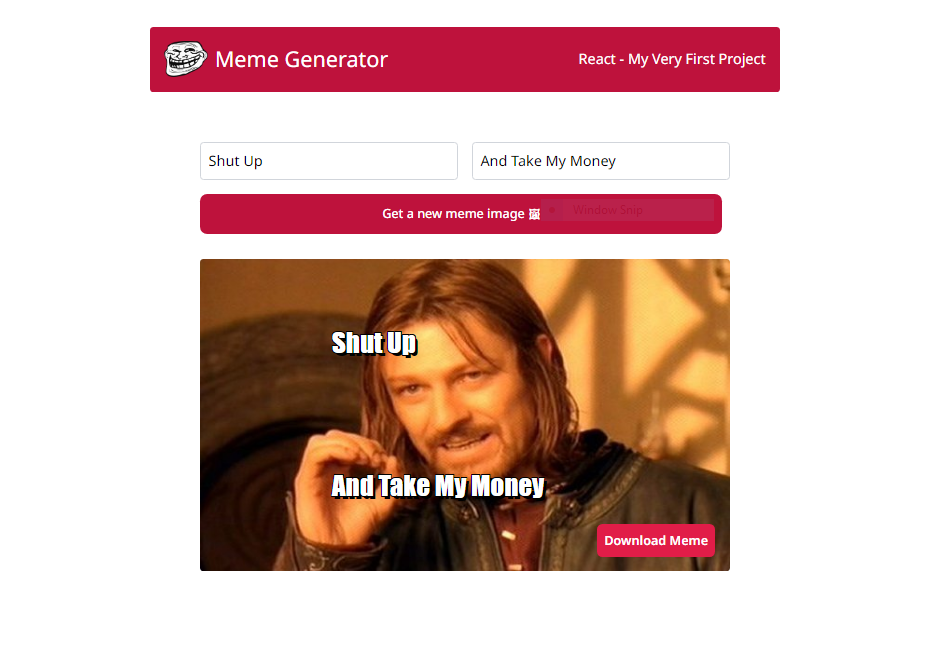 Meme Generator
React - My Very First Project
Shut Up
And Take My Money
Get a new meme image 🖼
Window Snip
Shut Up
And Take My Money
Download Meme